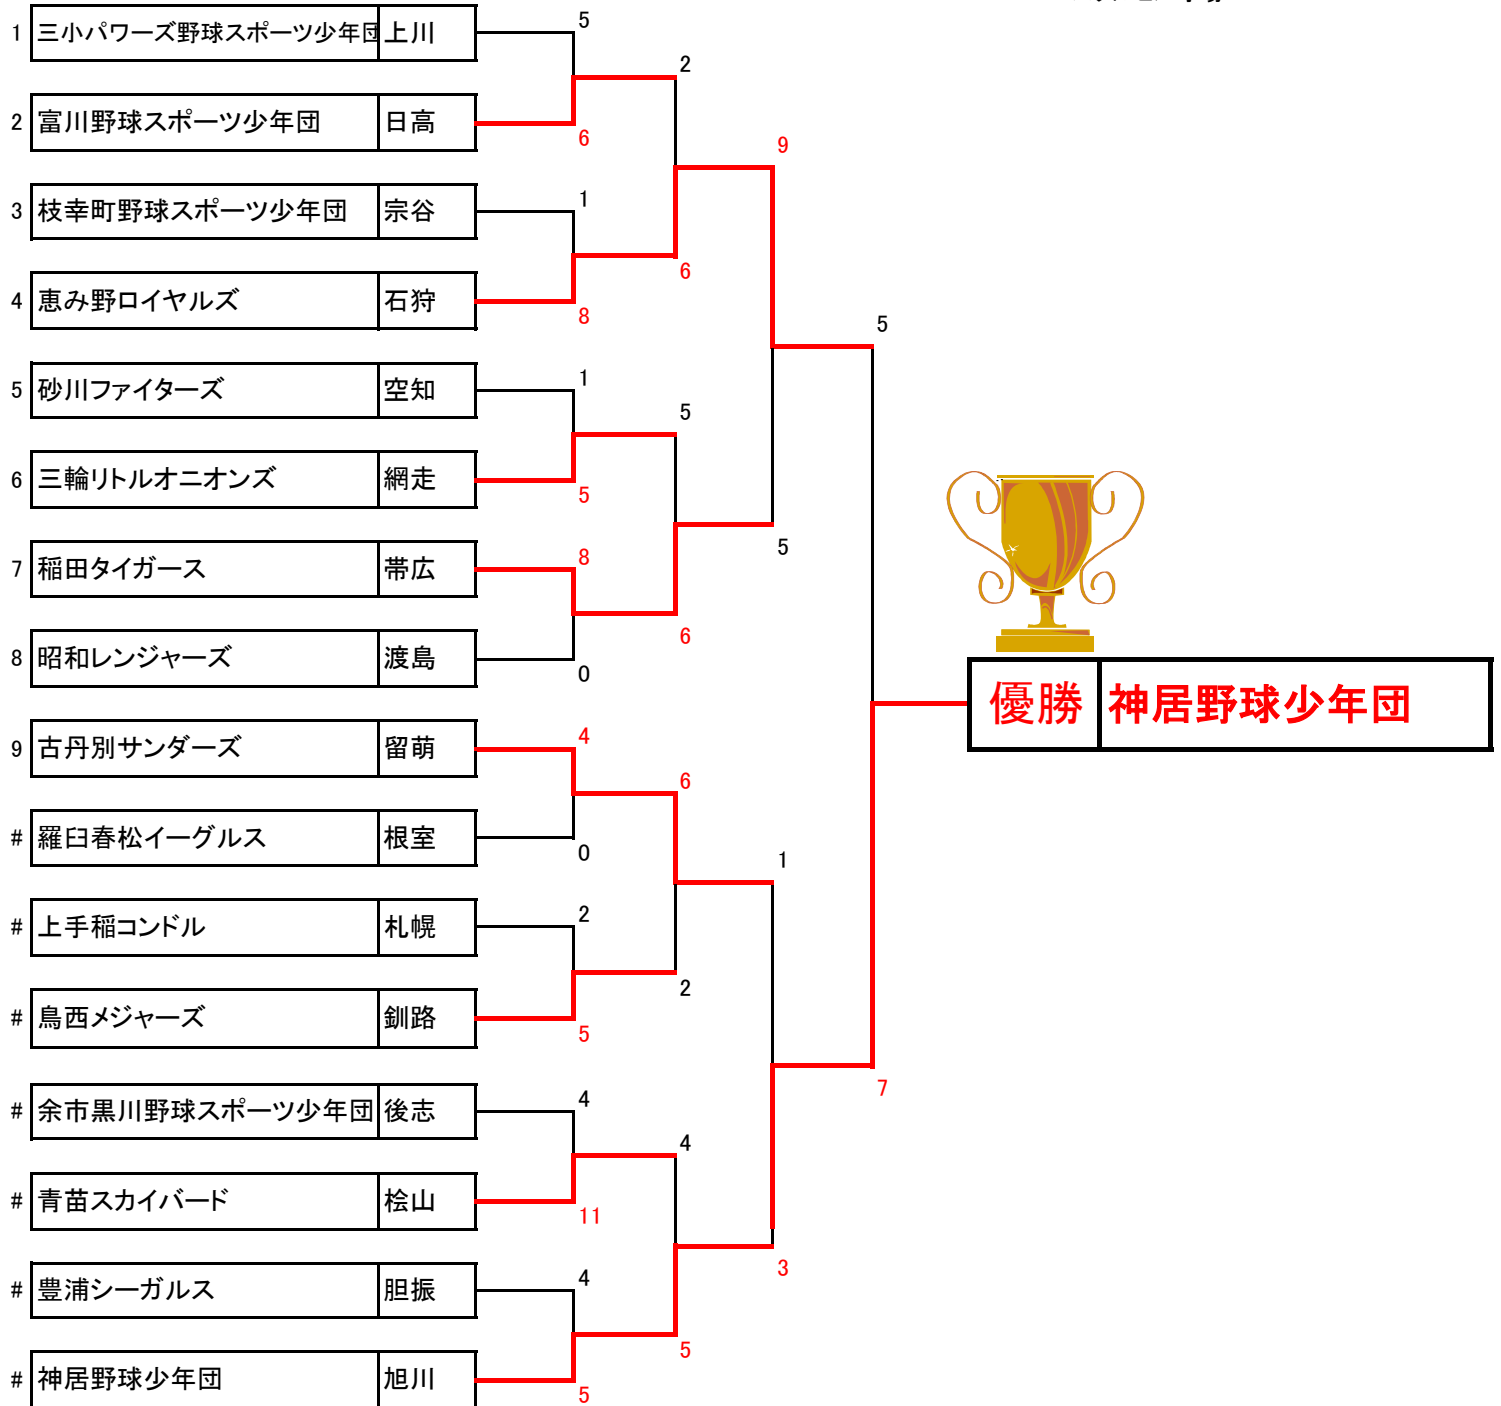 5
1 三小パワーズ野球スポーツ少年団 上川
2
2 富川野球スポーツ少年団 日高
6
9
3 枝幸町野球スポーツ少年団 宗谷
1
6
4 恵み野ロイヤルズ 石狩
8
5
5 砂川ファイターズ 空知
1
5
6 三輪リトルオニオンズ 網走
5
5
7 稲田タイガース 帯広
8
6
8 昭和レンジャーズ 渡島
0
優勝 神居野球少年団
9 古丹別サンダーズ 留萌
4
6
# 羅臼春松イーグルス 根室
0
1
# 上手稲コンドル 札幌
2
2
# 鳥西メジャーズ 釧路
5
7
# 余市黒川野球スポーツ少年団 後志
4
4
# 青苗スカイバード 桧山
11
3
# 豊浦シーガルス 胆振
4
5
# 神居野球少年団 旭川
5